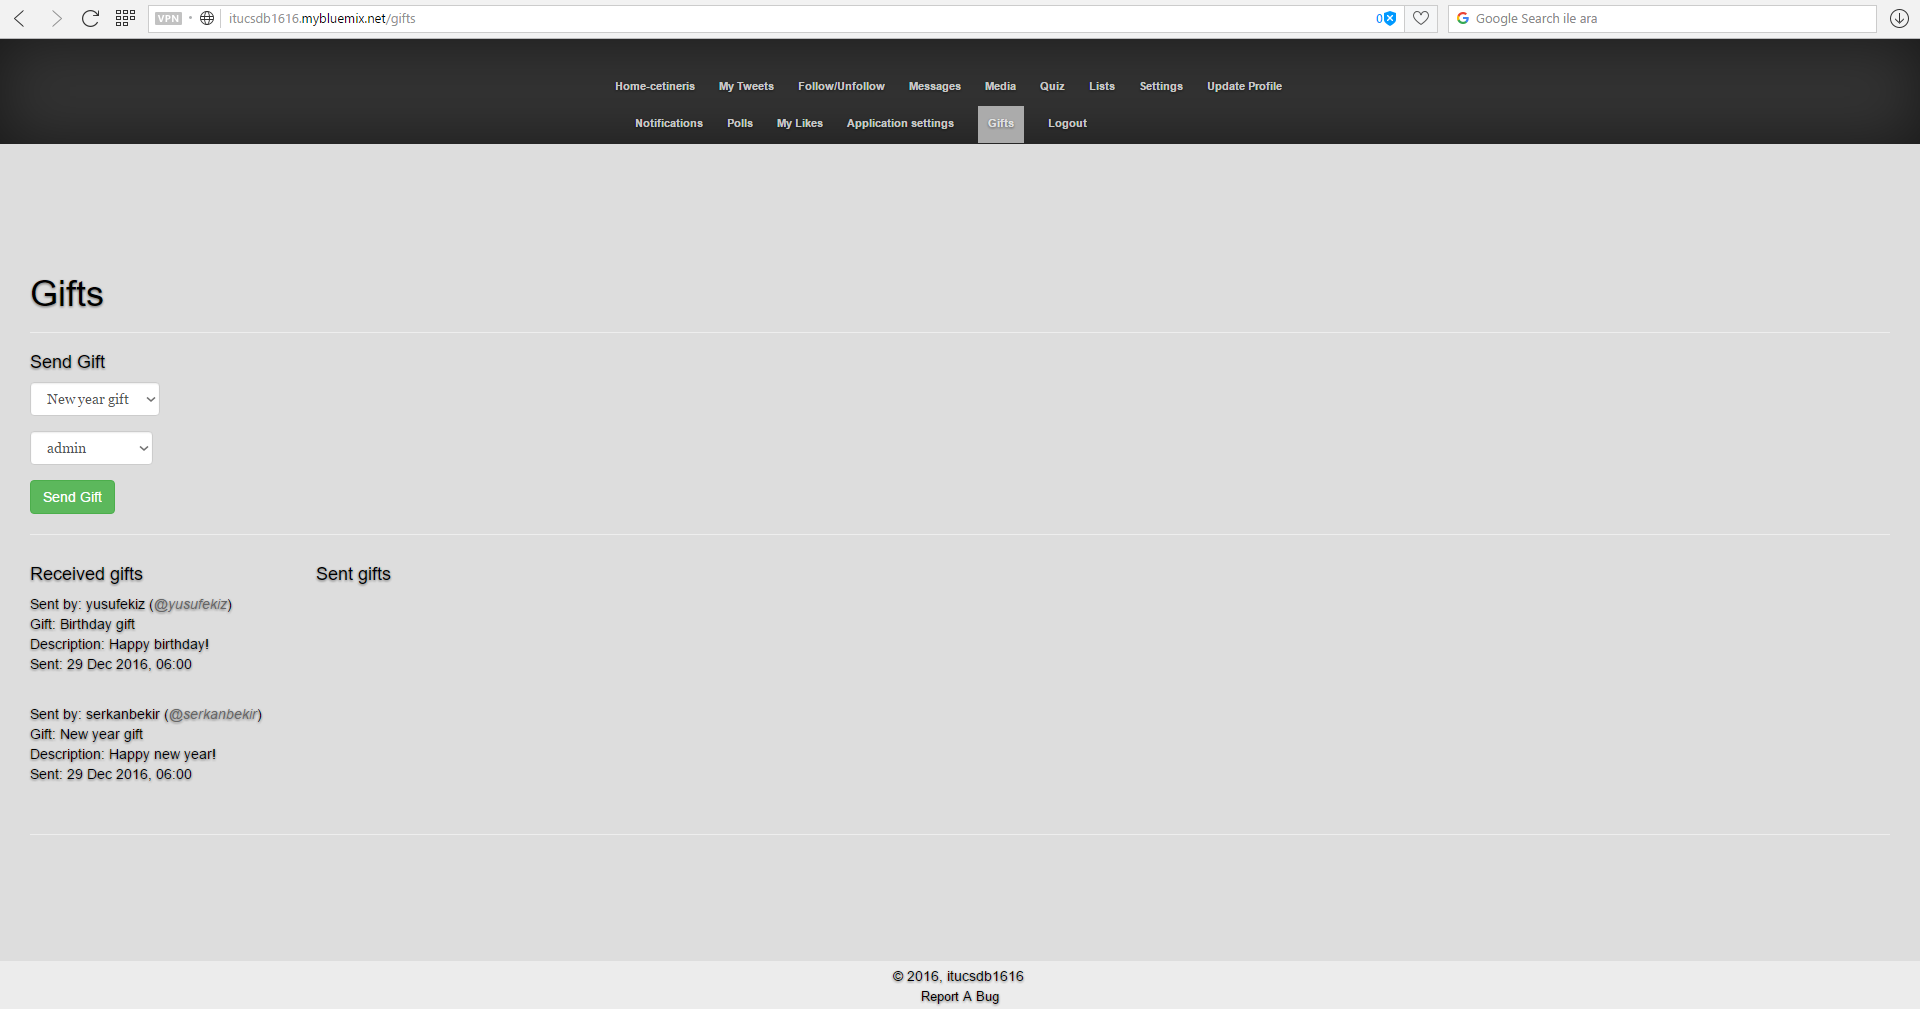 VPN
itucsdb1616.mybluemix.net/gifts
0
Google Search ile ara
Home-cetineris My Tweets Follow/Unfollow Messages Media Quiz Lists Settings Update Profile
Notifications Polls My Likes Application settings Gifts Logout
Gifts
Send Gift
New year gift
admin
Send Gift
Received gifts
Sent by: yusufekiz (@yusufekiz)
Gift: Birthday gift
Description: Happy birthday!
Sent: 29 Dec 2016, 06:00
Sent by: serkanbekir (@serkanbekir)
Gift: New year gift
Description: Happy new year!
Sent: 29 Dec 2016, 06:00
Sent gifts
© 2016, itucsdb1616
Report A Bug